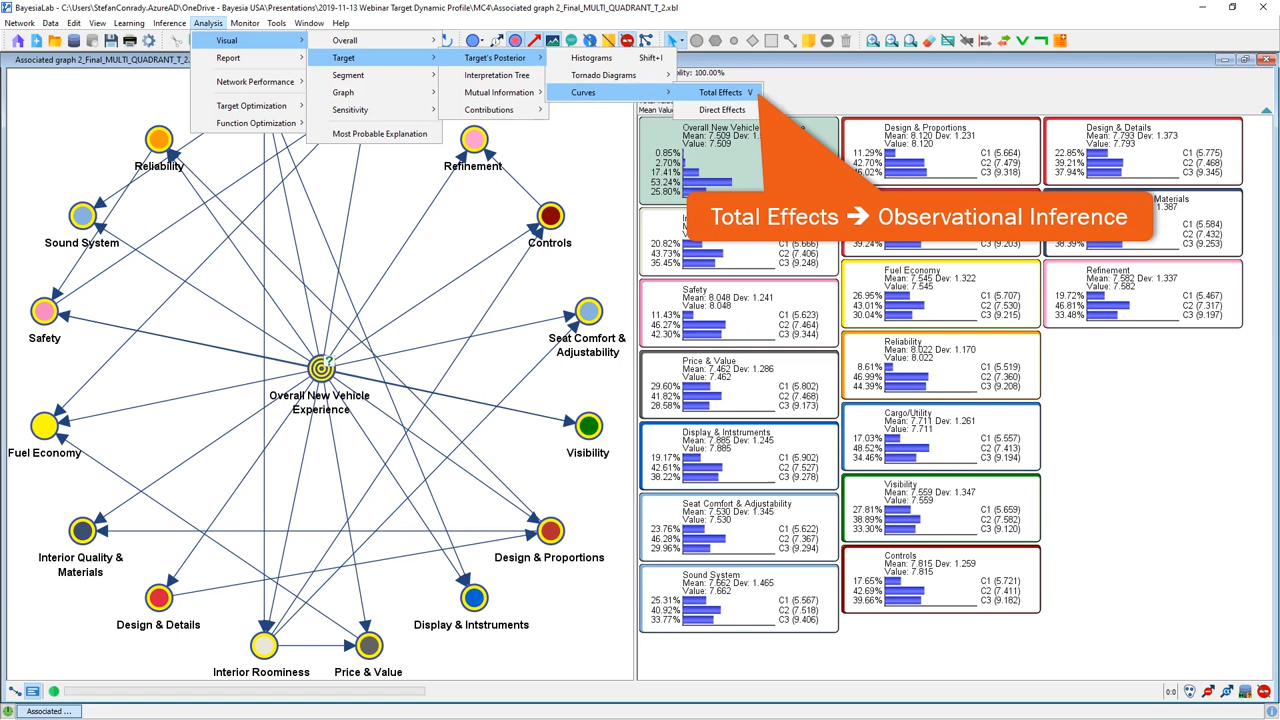 BayesiaLab - C:\Users\StefanConrady.AzureAD\OneDrive - Bayesia USA\Presentations\2019-11-13 Webinar Target Dynamic Profile\MC4\Associated graph 2_Final_MULTI_QUADRANT_T_2.xbl
Network Data Edit View Learning Inference Analysis Monitor Tools Window Help
Associated graph 2_Final_MULTI_QUADRANT_T_2...
Visual
Report
Network Performance
Target Optimization
Function Optimization
Overall
Target
Segment
Graph
Sensitivity
Most Probable Explanation
Target's Posterior
Interpretation Tree
Mutual Information
Contributions
Histograms Shift+I
Tornado Diagrams
Curves
Total Effects V
Direct Effects
bility: 100.00%
Mean Value
Total Effects ➔ Observational Inference
Reliability
Refinement
Sound System
Controls
Safety
Seat Comfort &
Adjustability
?
Overall New Vehicle
Experience
Fuel Economy
Visibility
Interior Quality &
Materials
Design & Proportions
Design & Details
Display & Intstruments
Interior Roominess
Price & Value
Overall New Vehicle
Mean: 7.509 Dev: 1.
Value: 7.509
0.85%
2.70%
17.41%
53.24%
25.80%
20.82% C1 (5.666)
43.73% C2 (7.406)
35.45% C3 (9.248)
Safety
Mean: 8.048 Dev: 1.241
Value: 8.048
11.43% C1 (5.623)
46.27% C2 (7.464)
42.30% C3 (9.344)
Price & Value
Mean: 7.462 Dev: 1.286
Value: 7.462
29.60% C1 (5.802)
41.82% C2 (7.468)
28.58% C3 (9.173)
Display & Intstruments
Mean: 7.885 Dev: 1.245
Value: 7.885
19.17% C1 (5.902)
42.61% C2 (7.527)
38.22% C3 (9.278)
Seat Comfort & Adjustability
Mean: 7.530 Dev: 1.345
Value: 7.530
23.76% C1 (5.622)
46.28% C2 (7.367)
29.96% C3 (9.294)
Sound System
Mean: 7.662 Dev: 1.465
Value: 7.662
25.31% C1 (5.567)
40.92% C2 (7.518)
33.77% C3 (9.406)
Design & Proportions
Mean: 8.120 Dev: 1.231
Value: 8.120
11.29% C1 (5.664)
42.70% C2 (7.479)
46.02% C3 (9.318)
39.24% C3 (9.203)
Fuel Economy
Mean: 7.545 Dev: 1.322
Value: 7.545
26.95% C1 (5.707)
43.01% C2 (7.530)
30.04% C3 (9.215)
Reliability
Mean: 8.022 Dev: 1.170
Value: 8.022
8.61% C1 (5.519)
46.99% C2 (7.360)
44.39% C3 (9.208)
Cargo/Utility
Mean: 7.711 Dev: 1.261
Value: 7.711
17.03% C1 (5.557)
48.52% C2 (7.413)
34.46% C3 (9.194)
Visibility
Mean: 7.559 Dev: 1.347
Value: 7.559
27.81% C1 (5.659)
38.89% C2 (7.582)
33.30% C3 (9.120)
Controls
Mean: 7.815 Dev: 1.259
Value: 7.815
17.65% C1 (5.721)
42.69% C2 (7.411)
39.66% C3 (9.182)
Design & Details
Mean: 7.793 Dev: 1.373
Value: 7.793
22.85% C1 (5.775)
39.21% C2 (7.468)
37.94% C3 (9.345)
Materials
1.387
C1 (5.584)
C2 (7.432)
38.39% C3 (9.253)
Refinement
Mean: 7.582 Dev: 1.337
Value: 7.582
19.72% C1 (5.467)
46.81% C2 (7.317)
33.48% C3 (9.197)
0:0
Associated ...